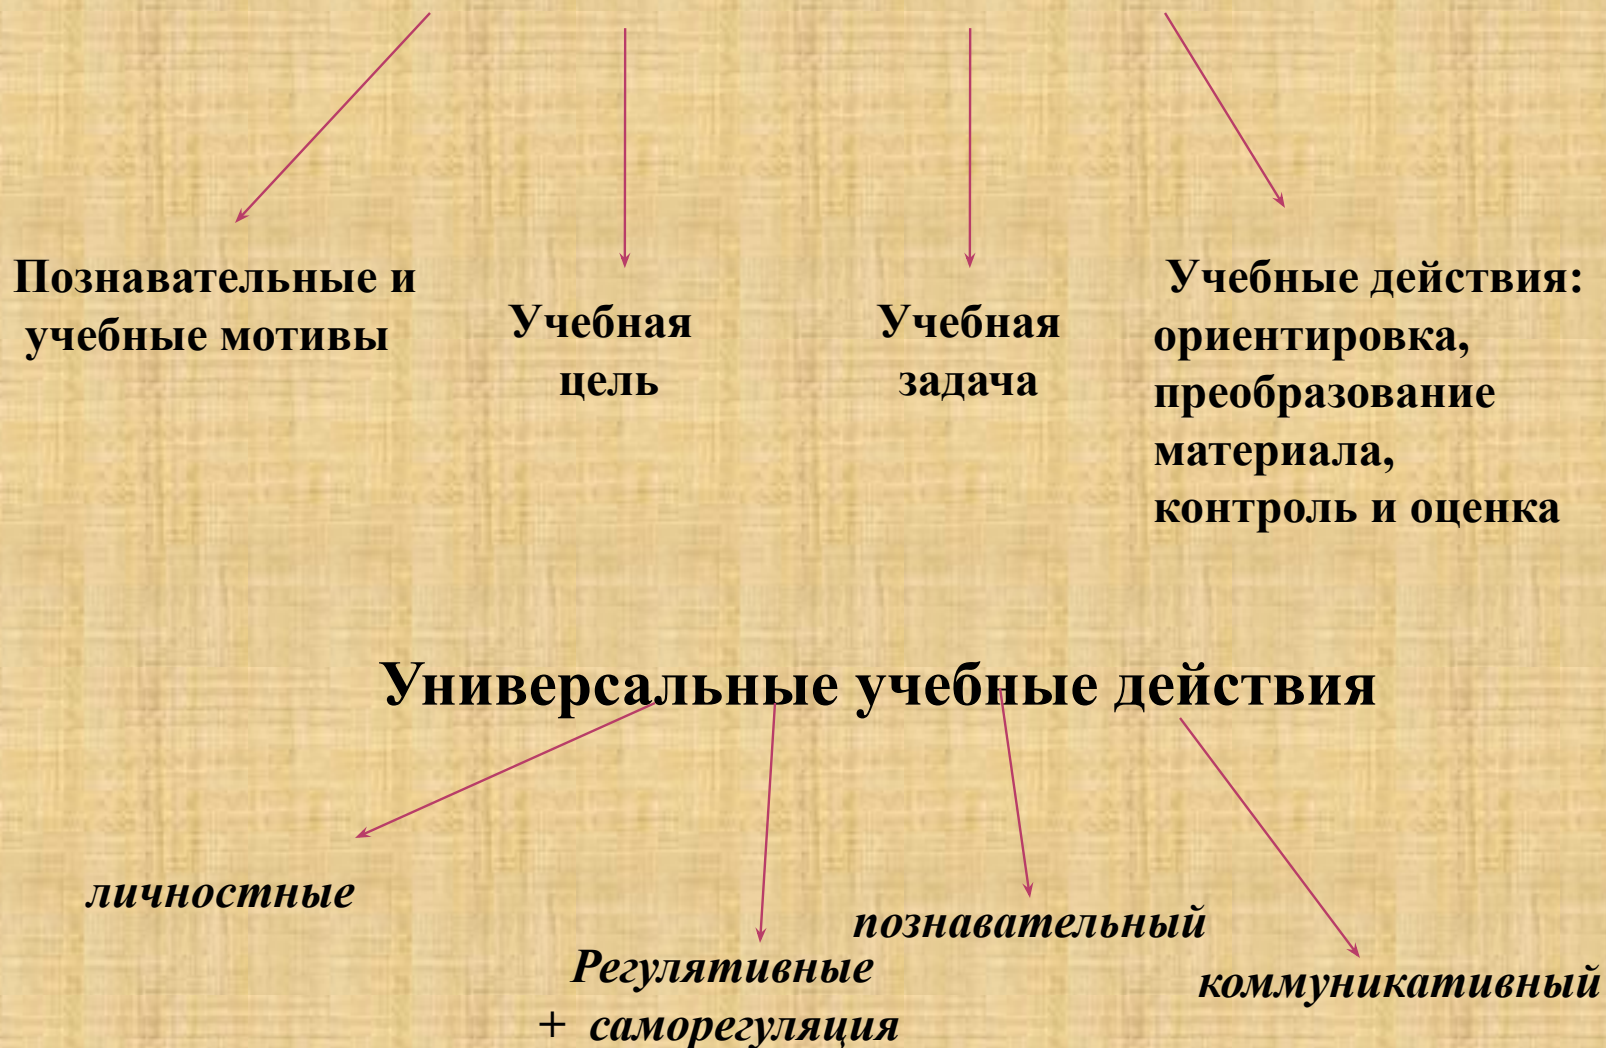 Познавательные и
учебные мотивы
Учебная
цель
Учебная
задача
Учебные действия:
ориентировка,
преобразование
материала,
контроль и оценка
Универсальные учебные действия
личностные
Регулятивные
+ саморегуляция
познавательный
коммуникативный